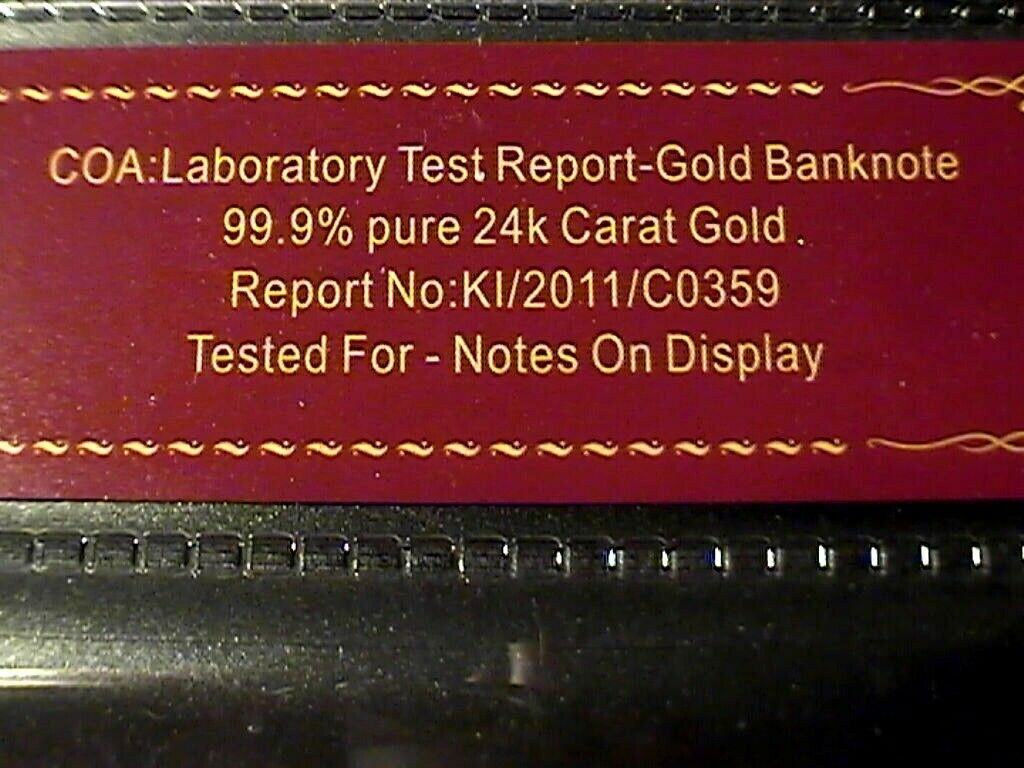 COA:Laboratory Test Report-Gold Banknote
99.9% pure 24k Carat Gold .
Report No:KI/2011/C0359
Tested For - Notes On Display